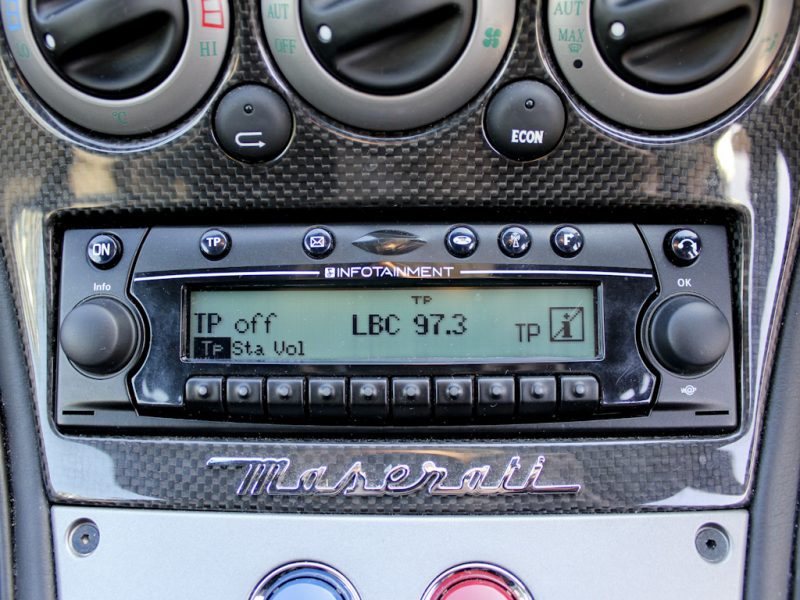 LO
HI
°C
AUT
OFF
AUT
MAX
ECON
ON
TP
F
INFOTAINMENT
Info
OK
TP
TP off
LBC 97.3
TP
Tp Sta Vol
Maserati